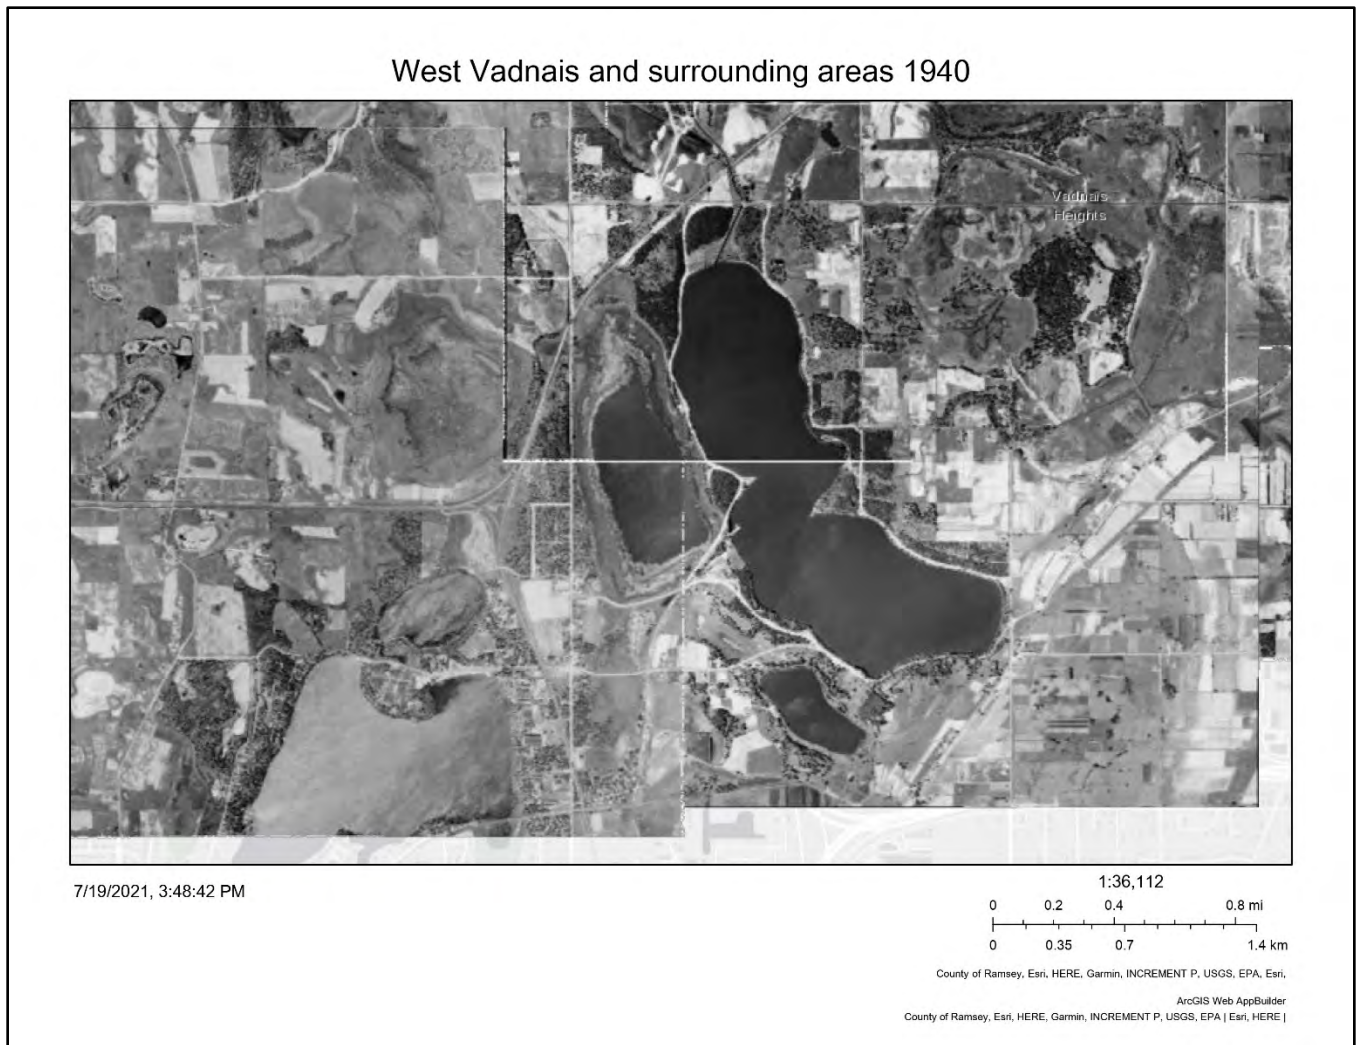 West Vadnais and surrounding areas 1940
Vadnais
Heights
7/19/2021, 3:48:42 PM
1:36,112
0 0.2 0.4 0.8 mi
0 0.35 0.7 1.4 km
County of Ramsey, Esri, HERE, Garmin, INCREMENT P, USGS, EPA, Esri,
ArcGIS Web AppBuilder
County of Ramsey, Esri, HERE, Garmin, INCREMENT P, USGS, EPA | Esri, HERE |